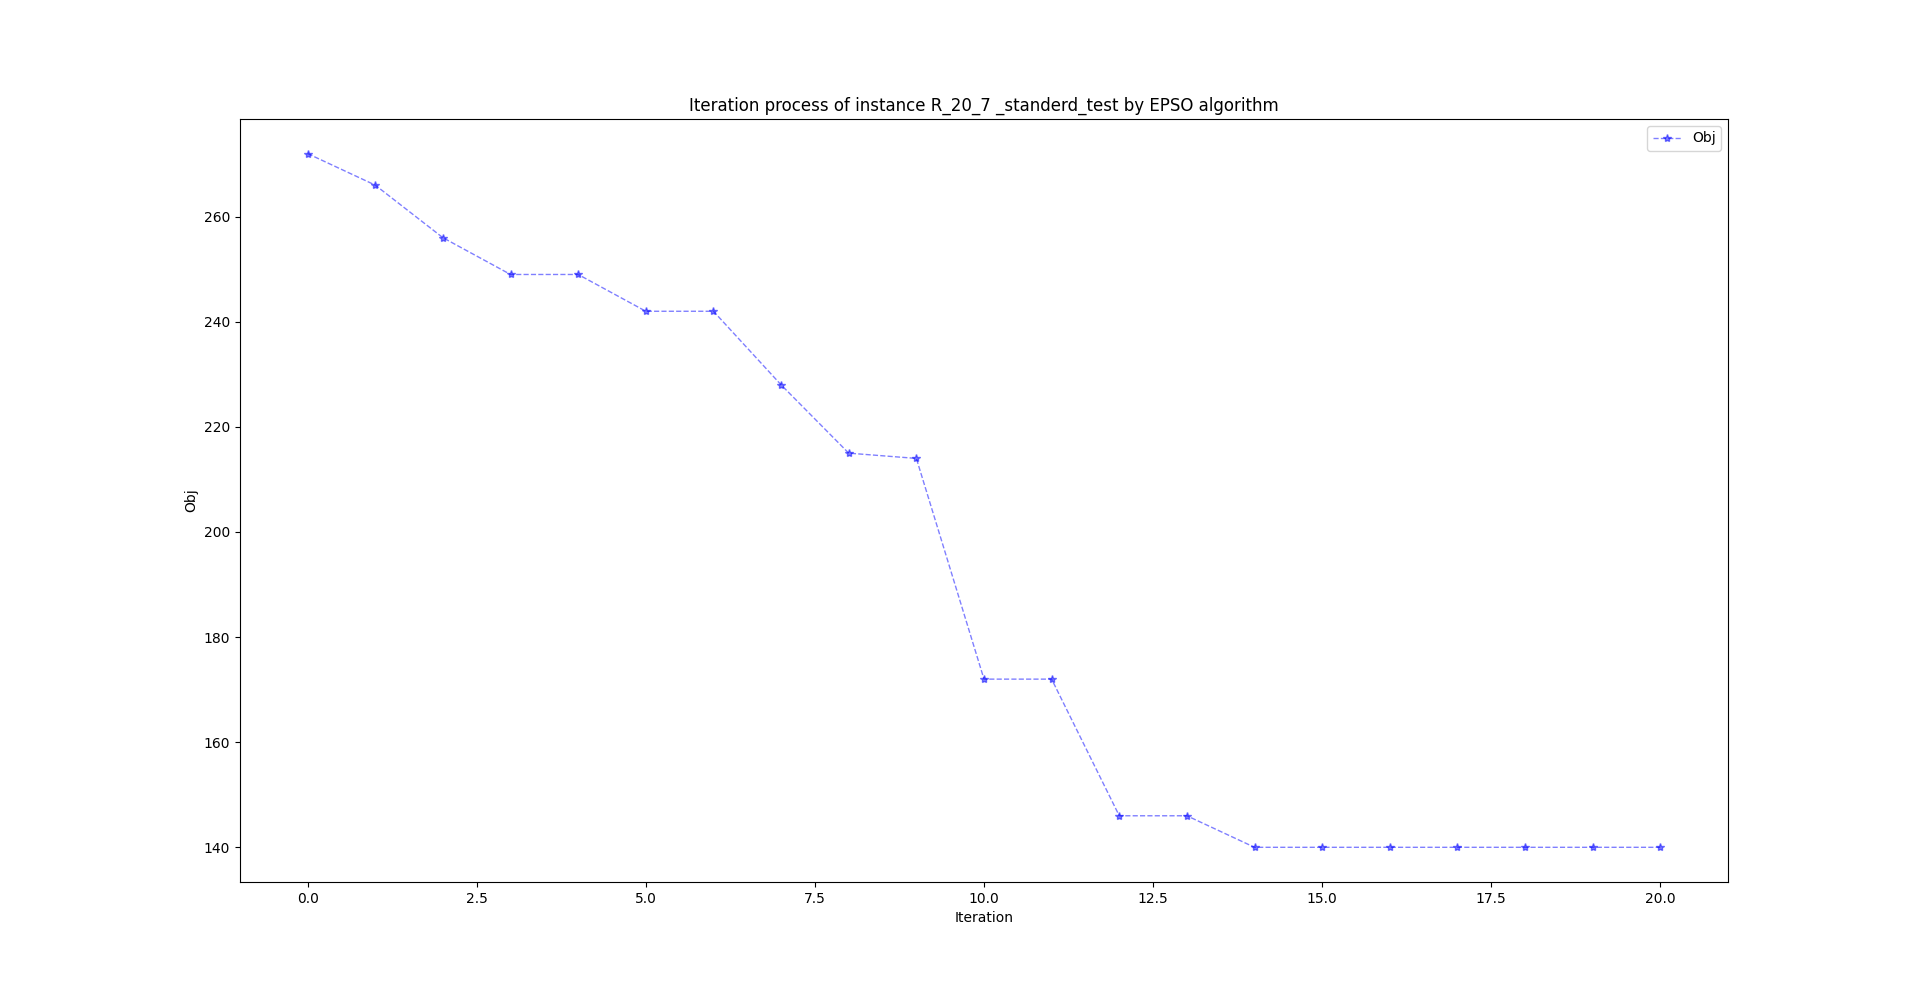 Iteration process of instance R_20_7 _standerd_test by EPSO algorithm
Obj
260
240
220
200
180
160
140
Obj
0.0 2.5 5.0 7.5 10.0 12.5 15.0 17.5 20.0
Iteration